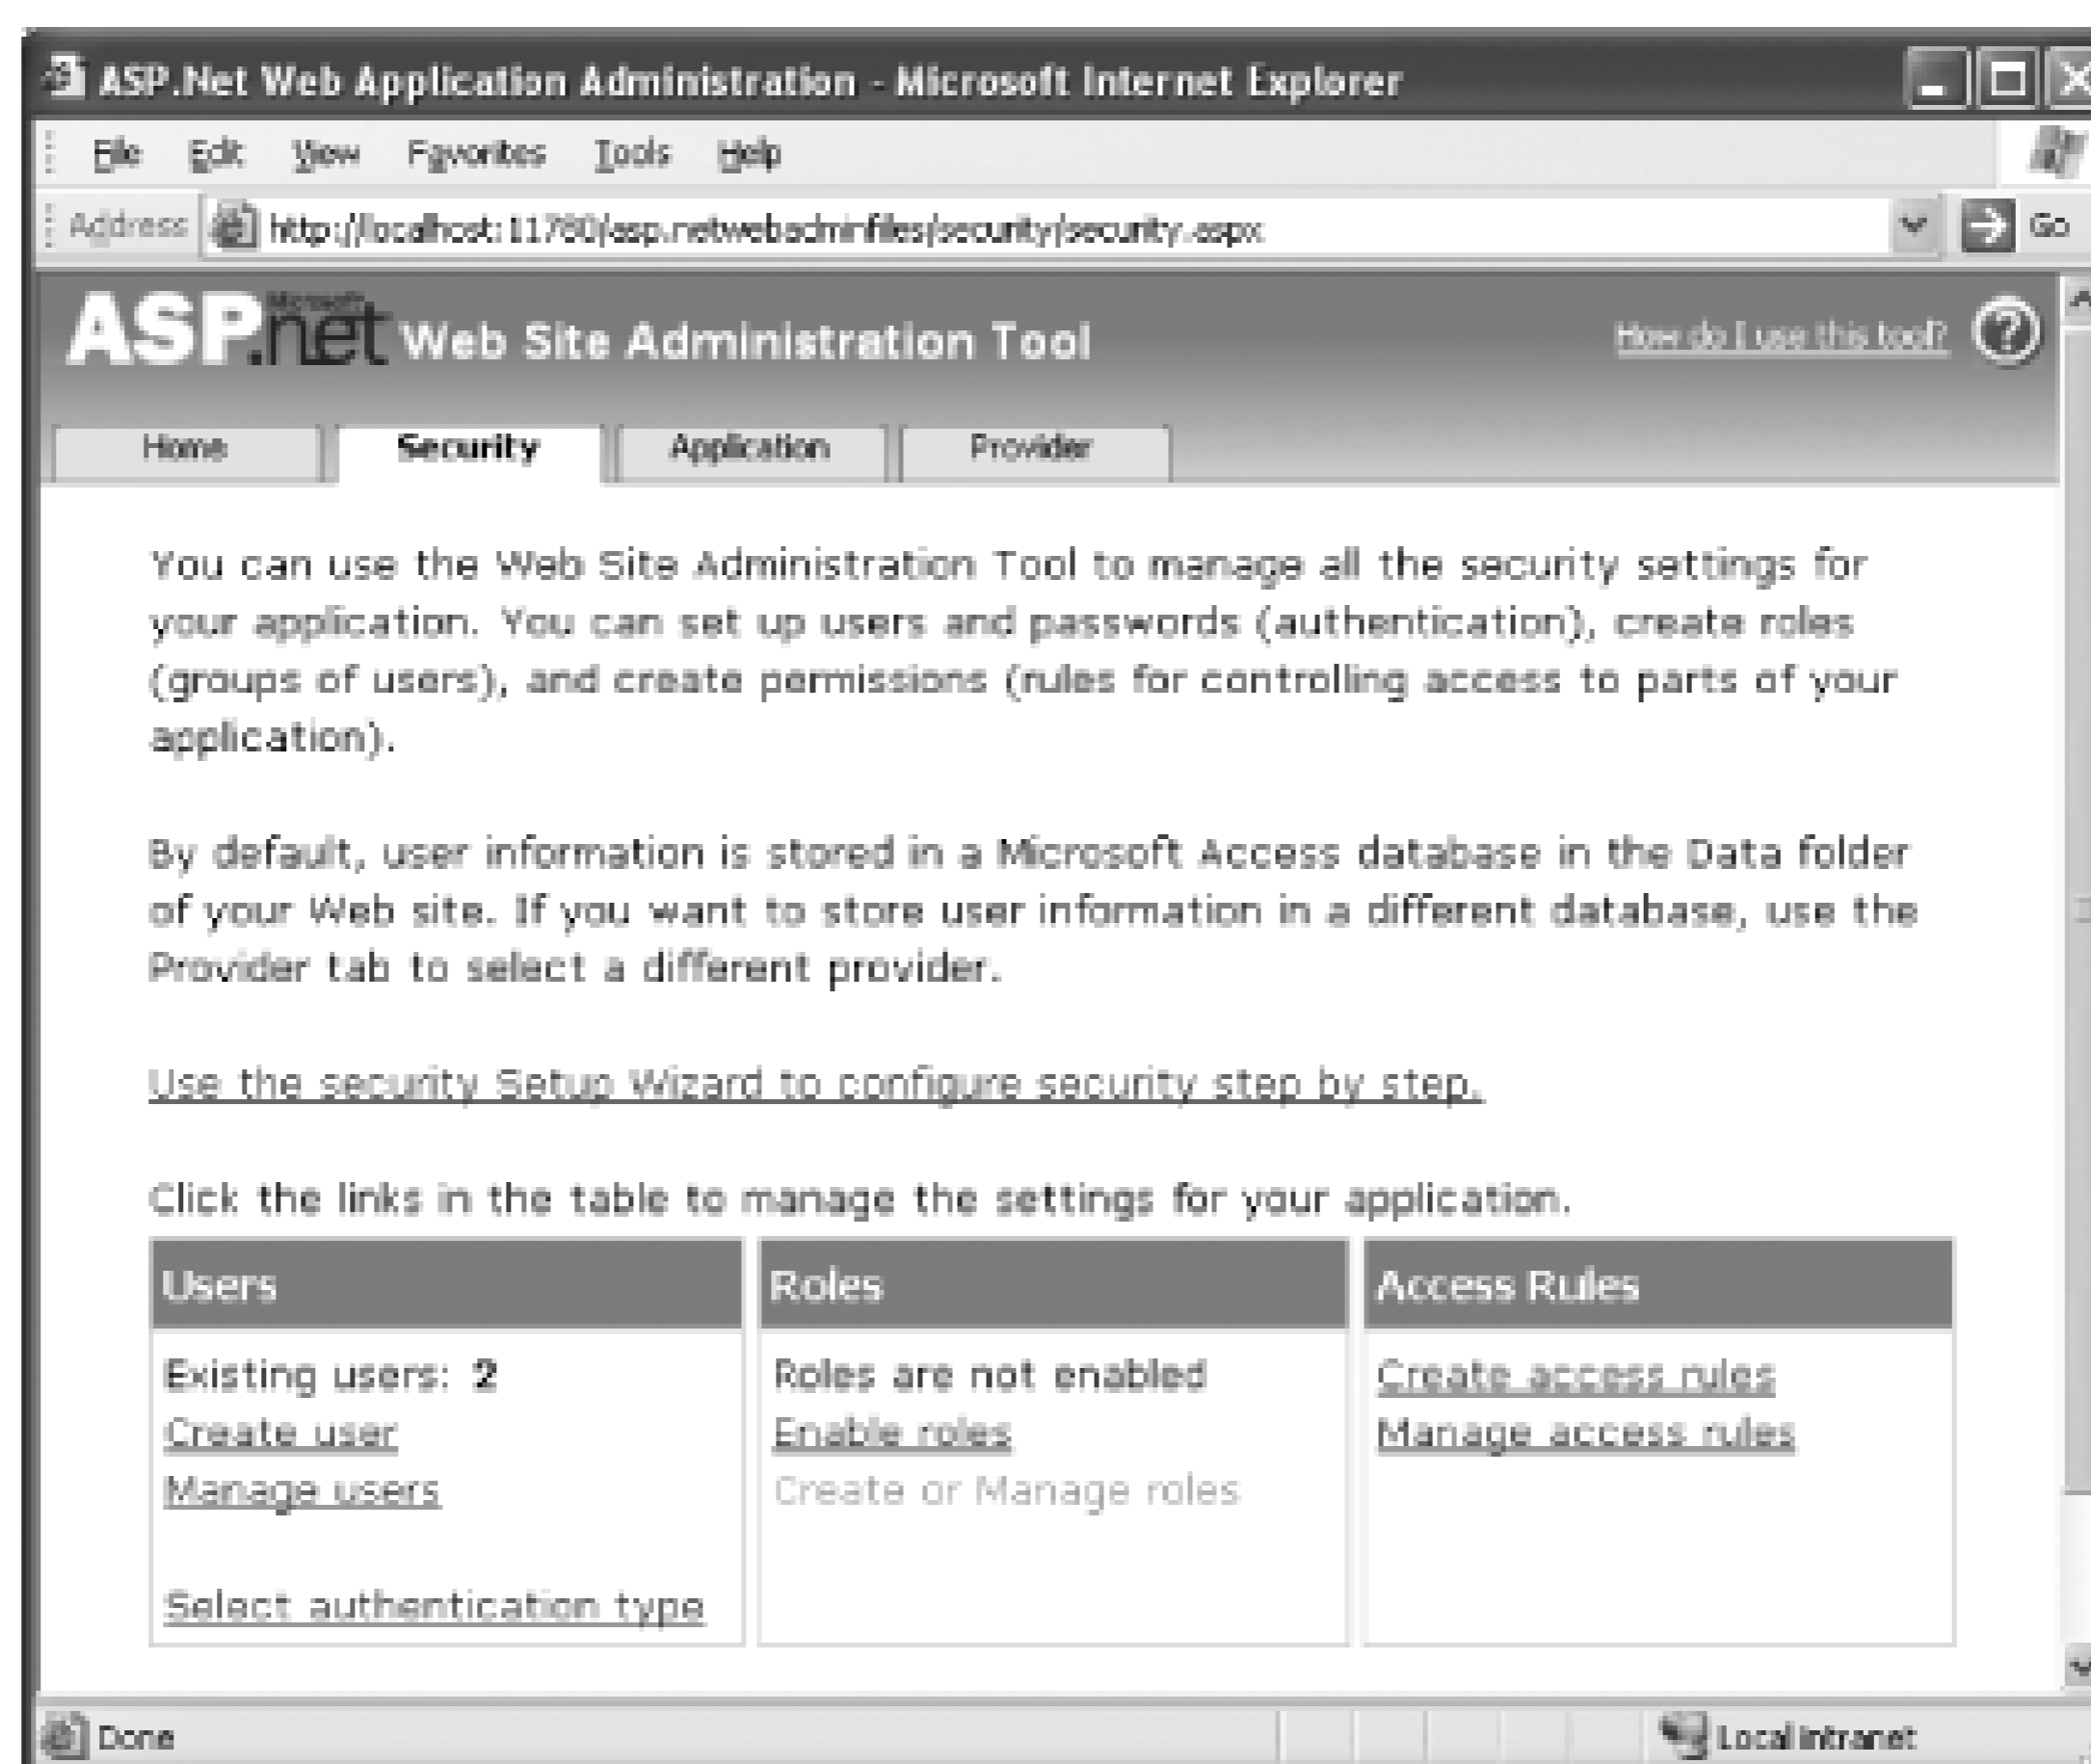 ASP.Net Web Application Administration - Microsoft Internet Explorer
File Edit View Favorites Tools Help
Address http://localhost:11780/asp.netwebadminfiles/security/security.aspx Go
Microsoft
ASP.net Web Site Administration Tool How do I use this tool? ?
Home Security Application Provider
You can use the Web Site Administration Tool to manage all the security settings for
your application. You can set up users and passwords (authentication), create roles
(groups of users), and create permissions (rules for controlling access to parts of your
application).
By default, user information is stored in a Microsoft Access database in the Data folder
of your Web site. If you want to store user information in a different database, use the
Provider tab to select a different provider.
Use the security Setup Wizard to configure security step by step.
Click the links in the table to manage the settings for your application.
Users Roles Access Rules
Existing users: 2 Roles are not enabled Create access rules
Create user Enable roles Manage access rules
Manage users Create or Manage roles
Select authentication type
Done Local intranet